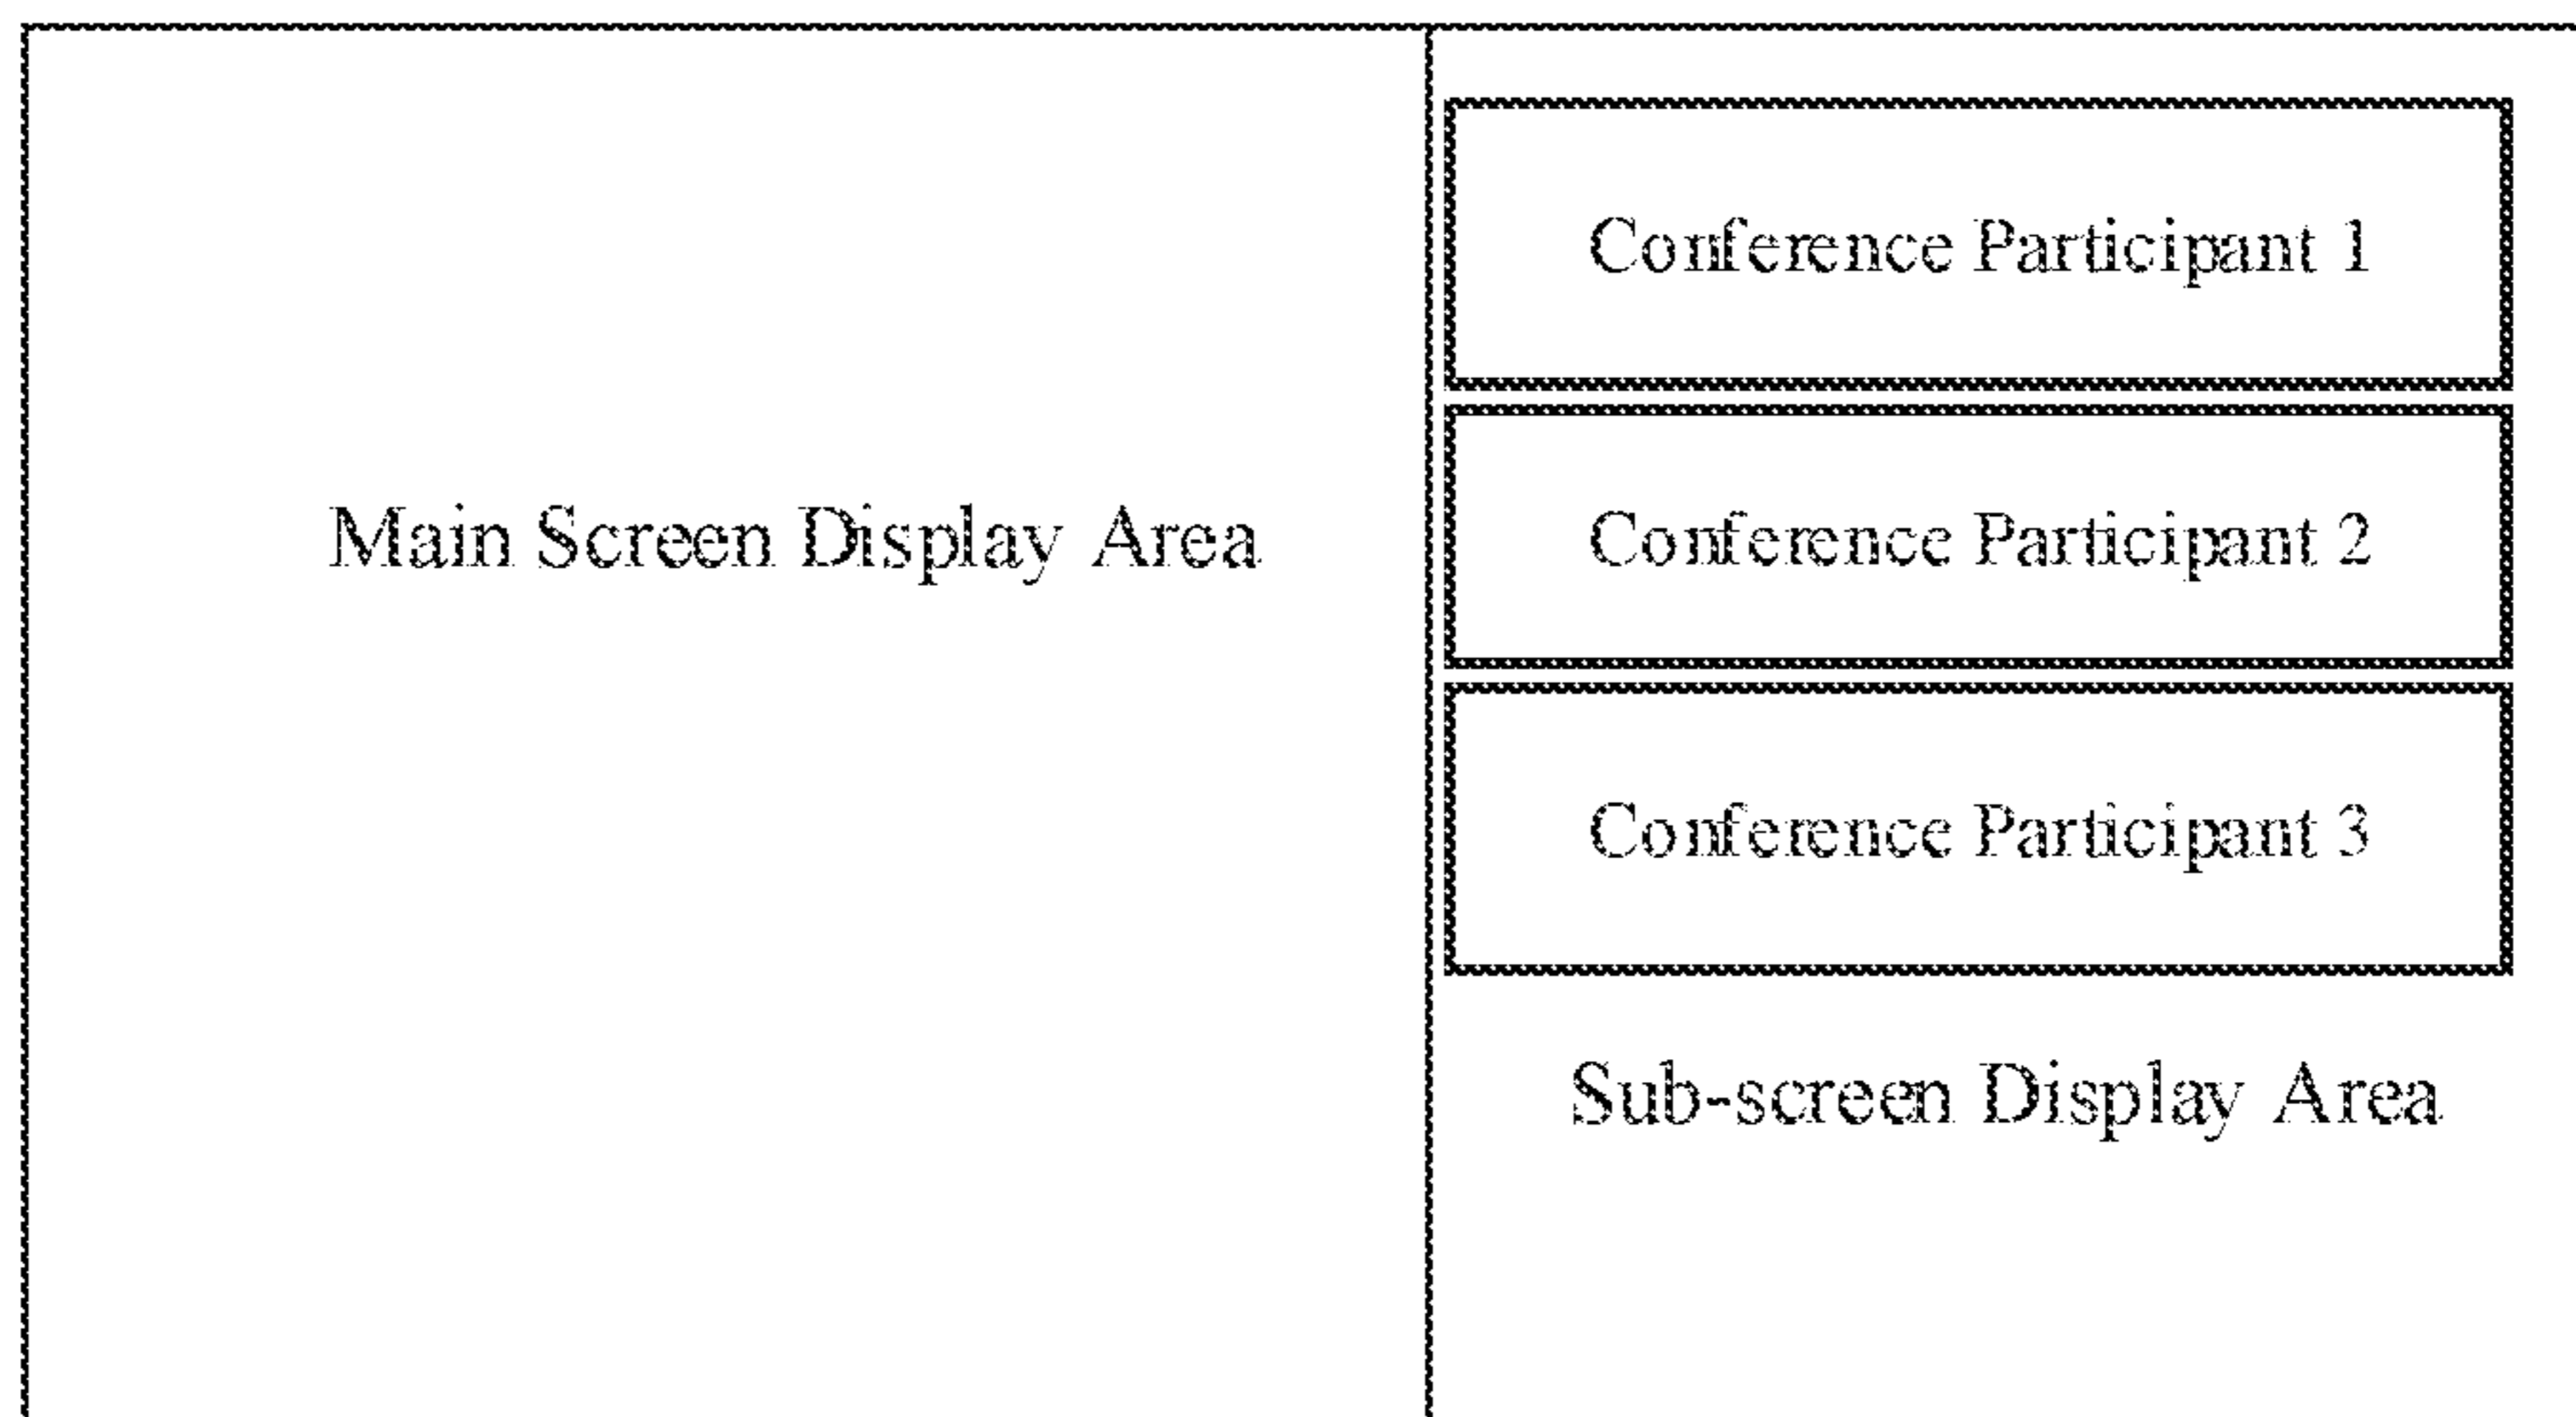 Main Screen Display Area
Conference Participant 1
Conference Participant 2
Conference Participant 3
Sub-screen Display Area